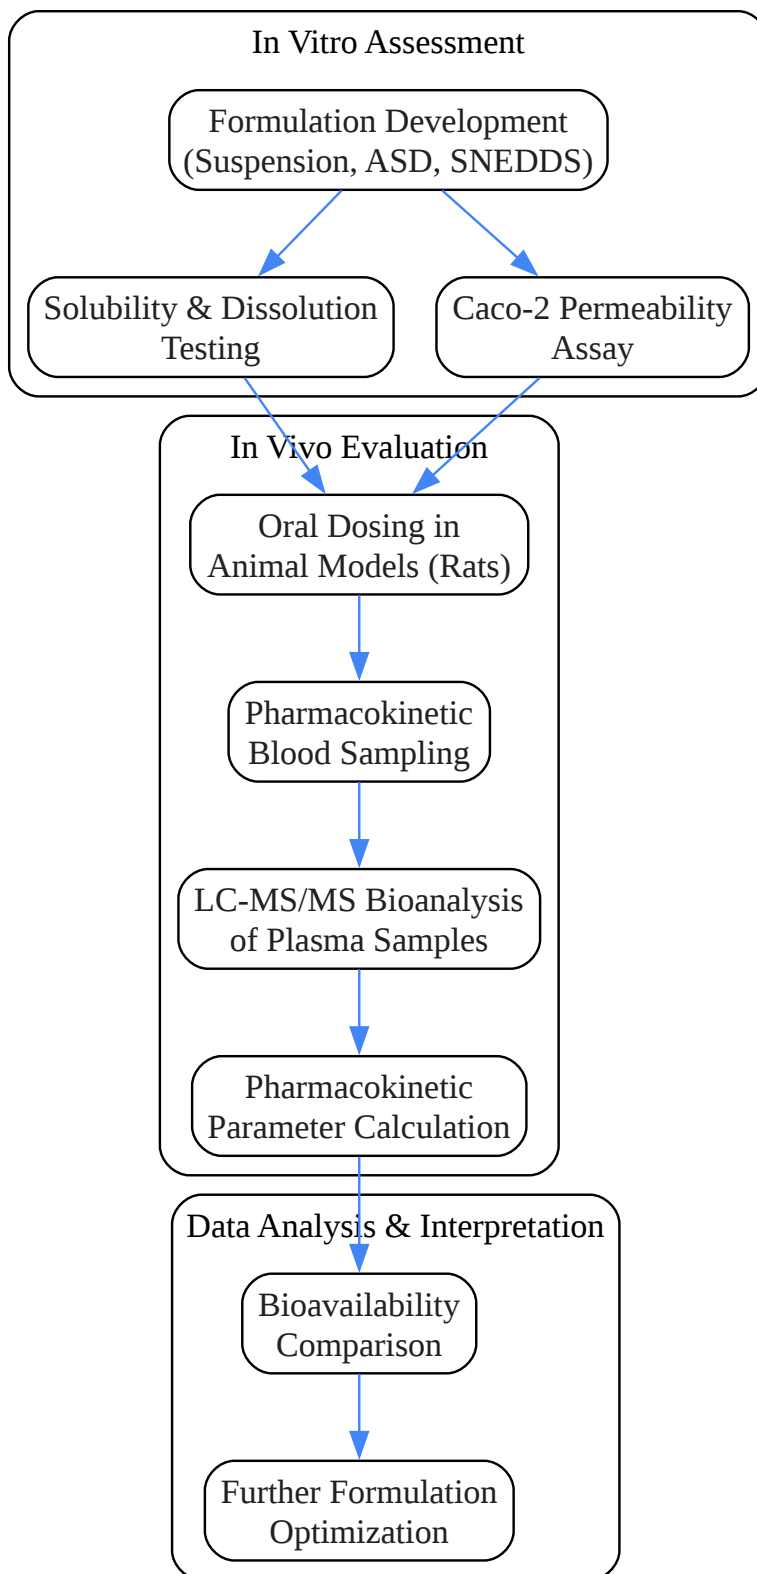 In Vitro Assessment
Formulation Development
(Suspension, ASD, SNEDDS)
Solubility & Dissolution
Testing
Caco-2 Permeability
Assay
In Vivo Evaluation
Oral Dosing in
Animal Models (Rats)
Pharmacokinetic
Blood Sampling
LC-MS/MS Bioanalysis
of Plasma Samples
Pharmacokinetic
Parameter Calculation
Data Analysis & Interpretation
Bioavailability
Comparison
Further Formulation
Optimization